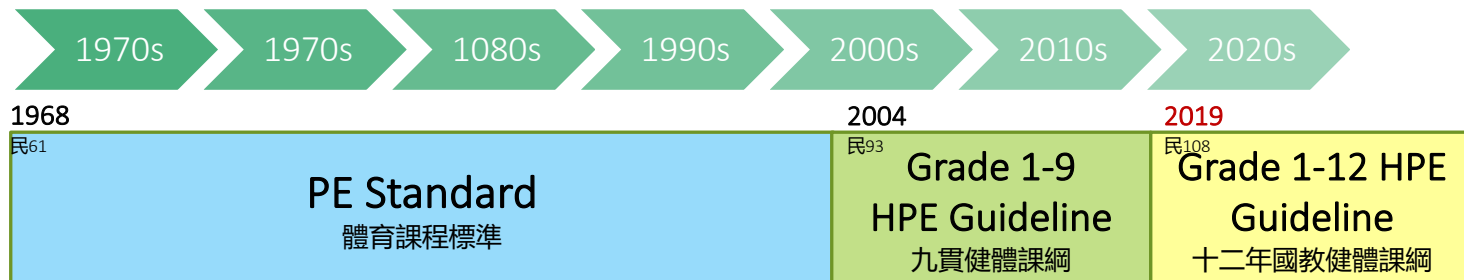 1970s
1970s
1080s
1990s
2000s
2010s
2020s
1968
2004
2019
民61
民93
民108
PE Standard
體育課程標準
Grade 1-9
HPE Guideline
九貫健體課綱
Grade 1-12 HPE
Guideline
十二年國教健體課綱